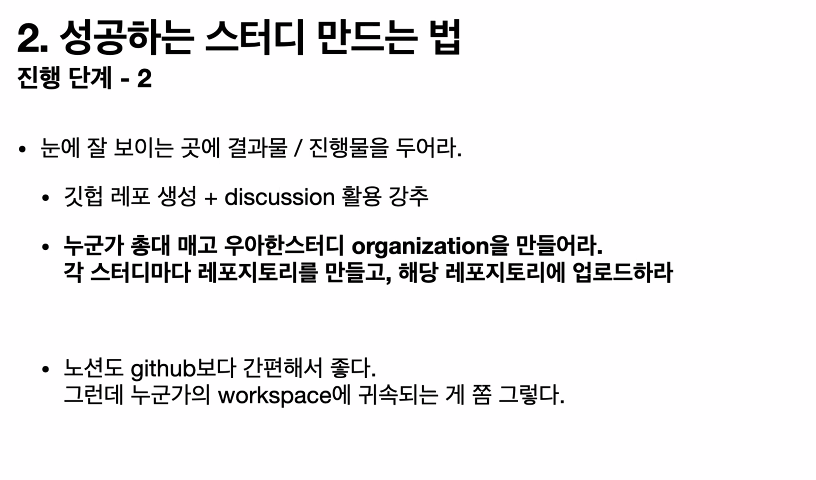 2. 성공하는 스터디 만드는 법
진행 단계 - 2
• 눈에 잘 보이는 곳에 결과물 / 진행물을 두어라.
• 깃헙 레포 생성 + discussion 활용 강추
• 누군가 총대 매고 우아한스터디 organization을 만들어라.
각 스터디마다 레포지토리를 만들고, 해당 레포지토리에 업로드하라
• 노션도 github보다 간편해서 좋다.
그런데 누군가의 workspace에 귀속되는 게 쫌 그렇다.